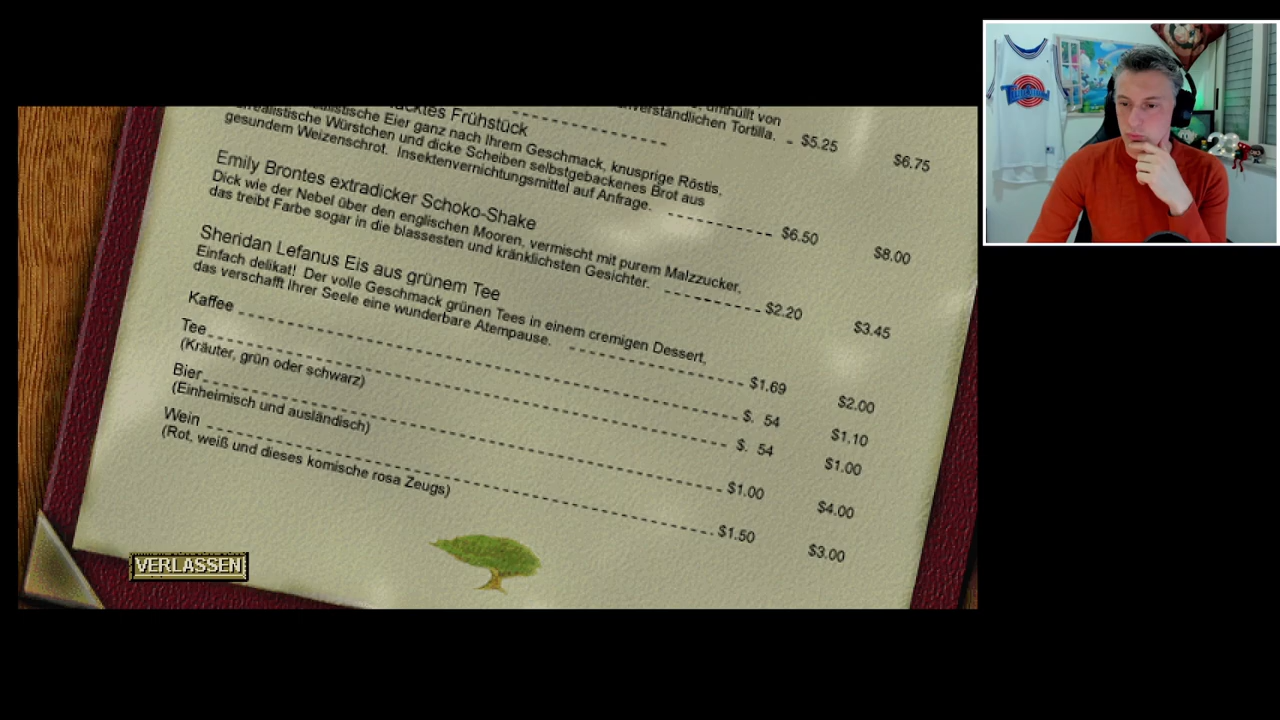 umhüllt von
unverständlichen Tortilla. $5.25 $6.75
Frühstück
Eier ganz nach Ihrem Geschmack, knusprige Röstis,
Würstchen und dicke Scheiben selbstgebackenes Brot aus
gesundem Weizenschrot. Insektenvernichtungsmittel auf Anfrage. $6.50 $8.00
Emily Brontes extradicker Schoko-Shake
Dick wie der Nebel über den englischen Mooren, vermischt mit purem Malzzucker,
das treibt Farbe sogar in die blassesten und kränklichsten Gesichter. $2.20 $3.45
Sheridan Lefanus Eis aus grünem Tee
Einfach delikat! Der volle Geschmack grünen Tees in einem cremigen Dessert,
das verschafft Ihrer Seele eine wunderbare Atempause. $1.69 $2.00
Kaffee $. 54 $1.10
Tee $. 54 $1.00
(Kräuter, grün oder schwarz)
Bier $1.00 $4.00
(Einheimisch und ausländisch)
Wein $1.50 $3.00
(Rot, weiß und dieses komische rosa Zeugs)
VERLASSEN